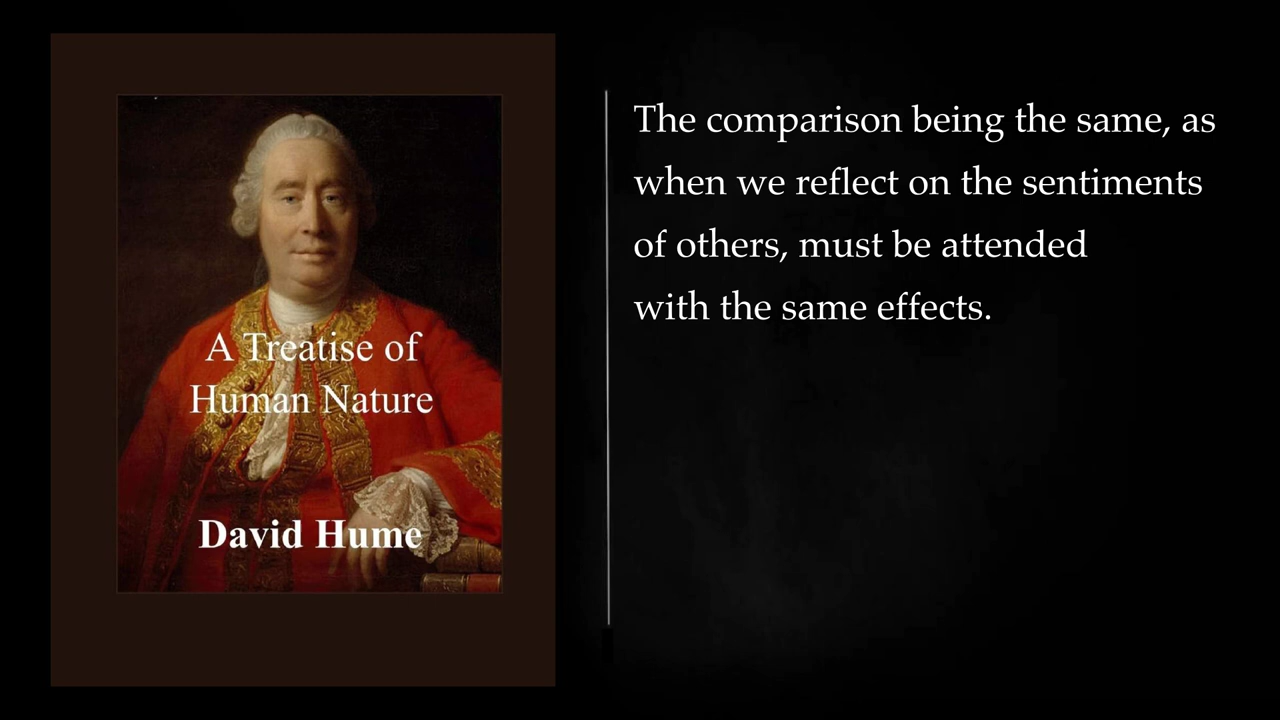 A Treatise of
Human Nature
David Hume
The comparison being the same, as
when we reflect on the sentiments
of others, must be attended
with the same effects.